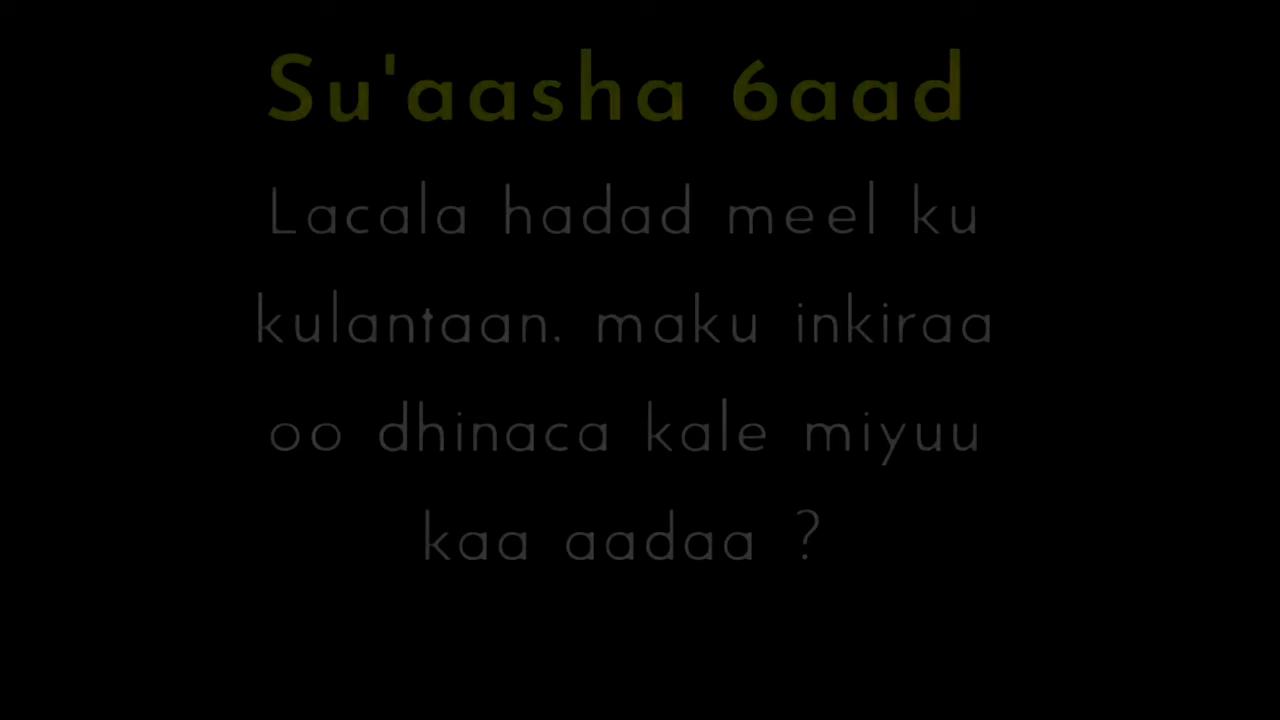 Su'aasha 6aad
Lacala hadad meel ku
kulantaan. maku inkiraa
oo dhinaca kale miyuu
kaa aadaa ?